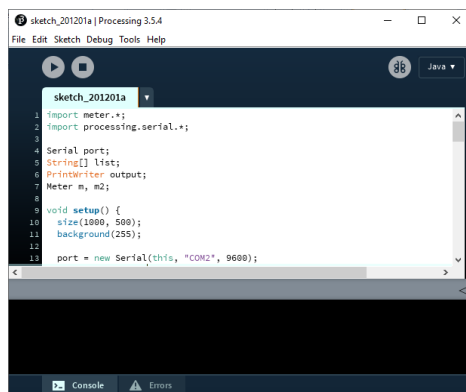 sketch_201201a | Processing 3.5.4
File Edit Sketch Debug Tools Help
Java ▼
sketch_201201a ▼
1 import meter.*;
2 import processing.serial.*;
3
4 Serial port;
5 String[] list;
6 PrintWriter output;
7 Meter m, m2;
8
9 void setup() {
10 size(1000, 500);
11 background(255);
12
13 port = new Serial(this, "COM2", 9600);
Console Errors